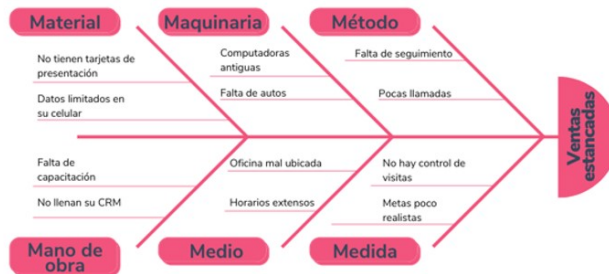 Material
No tienen tarjetas de
presentación
Datos limitados en
su celular
Maquinaria
Computadoras
antiguas
Falta de autos
Método
Falta de seguimiento
Pocas llamadas
Ventas
estancadas
Falta de
capacitación
No llenan su CRM
Mano de
obra
Oficina mal ubicada
Horarios extensos
Medio
No hay control de
visitas
Metas poco
realistas
Medida